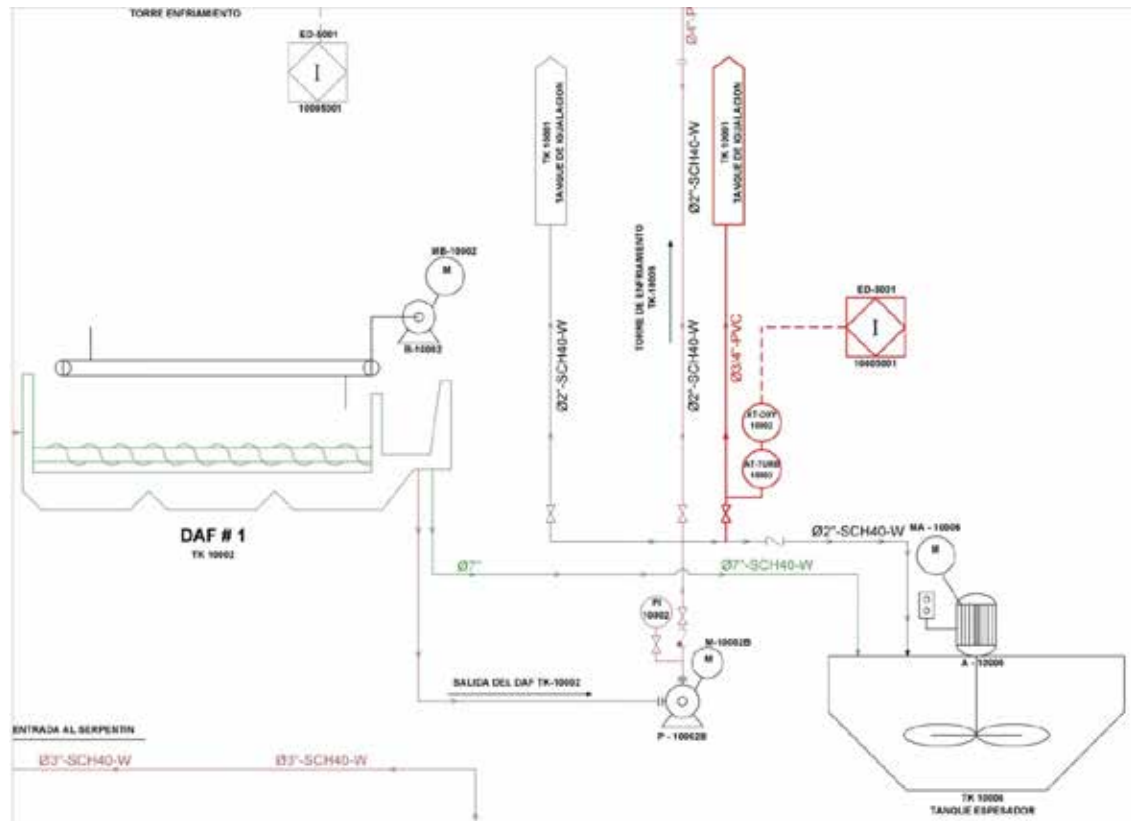 TORRE ENFRIAMIENTO
ED-5001
I
10005001
Ø4"-P
TK 10001
TANQUE DE IGUALACION
Ø2"-SCH40-W
TK 10001
TANQUE DE IGUALACION
MB-10002
M
B-10002
Ø2"-SCH40-W
TORRE DE ENFRIAMIENTO
TK-10005
Ø2"-SCH40-W
Ø3/4"-PVC
ED-5001
I
10005001
10002
AT-TURB
10002
DAF # 1
TK 10002
Ø2"-SCH40-W
MA - 10006
M
Ø7"
Ø7"-SCH40-W
PI
10002
M-10002B
M
A - 10006
SALIDA DEL DAF TK-10002
P - 10002B
ENTRADA AL SERPENTIN
Ø3"-SCH40-W
Ø3"-SCH40-W
TK 10006
TANQUE ESPESADOR